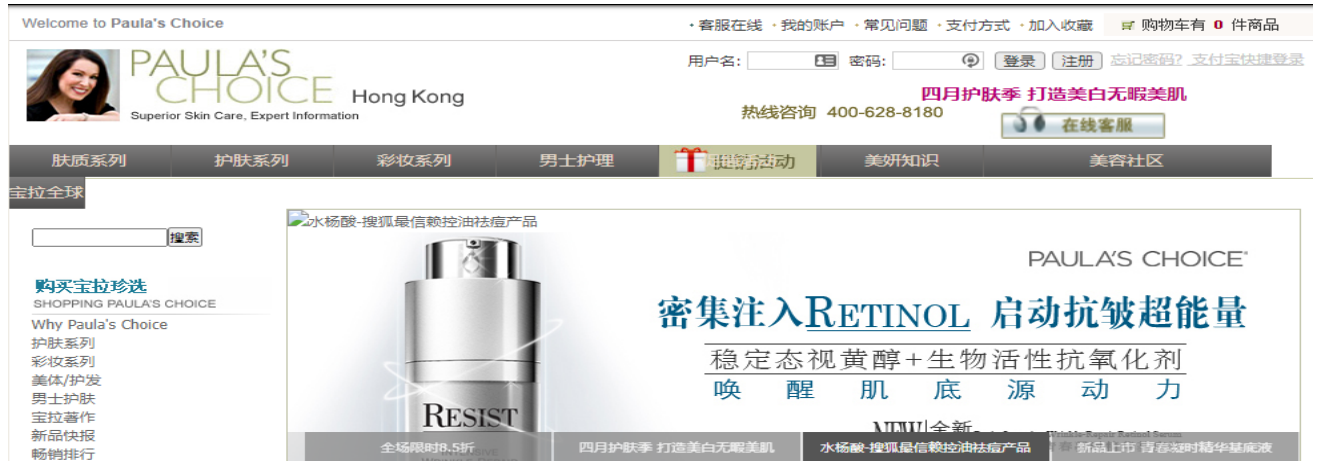 Welcome to Paula's Choice
·客服在线 ·我的账户 ·常见问题 ·支付方式 ·加入收藏 购物车有 0 件商品
PAULA'S
CHOICE Hong Kong
Superior Skin Care, Expert Information
用户名: 密码: 登录 注册 忘记密码? 支付宝快捷登录
四月护肤季 打造美白无暇美肌
热线咨询 400-628-8180
在线客服
肤质系列 护肤系列 彩妆系列 男士护理 活动 美妍知识 美容社区
宝拉全球
搜索
购买宝拉珍选
SHOPPING PAULA'S CHOICE
Why Paula's Choice
护肤系列
彩妆系列
美体/护发
男士护肤
宝拉著作
新品快报
畅销排行
水杨酸-搜狐最信赖控油祛痘产品
PAULA'S CHOICE
密集注入RETINOL 启动抗皱超能量
稳定态视黄醇+生物活性抗氧化剂
唤醒肌底源动力
RESIST
NEW 全新
全场限时8.5折 四月护肤季 打造美白无暇美肌 水杨酸-搜狐最信赖控油祛痘产品 新品上市 青春凝时精华基底液